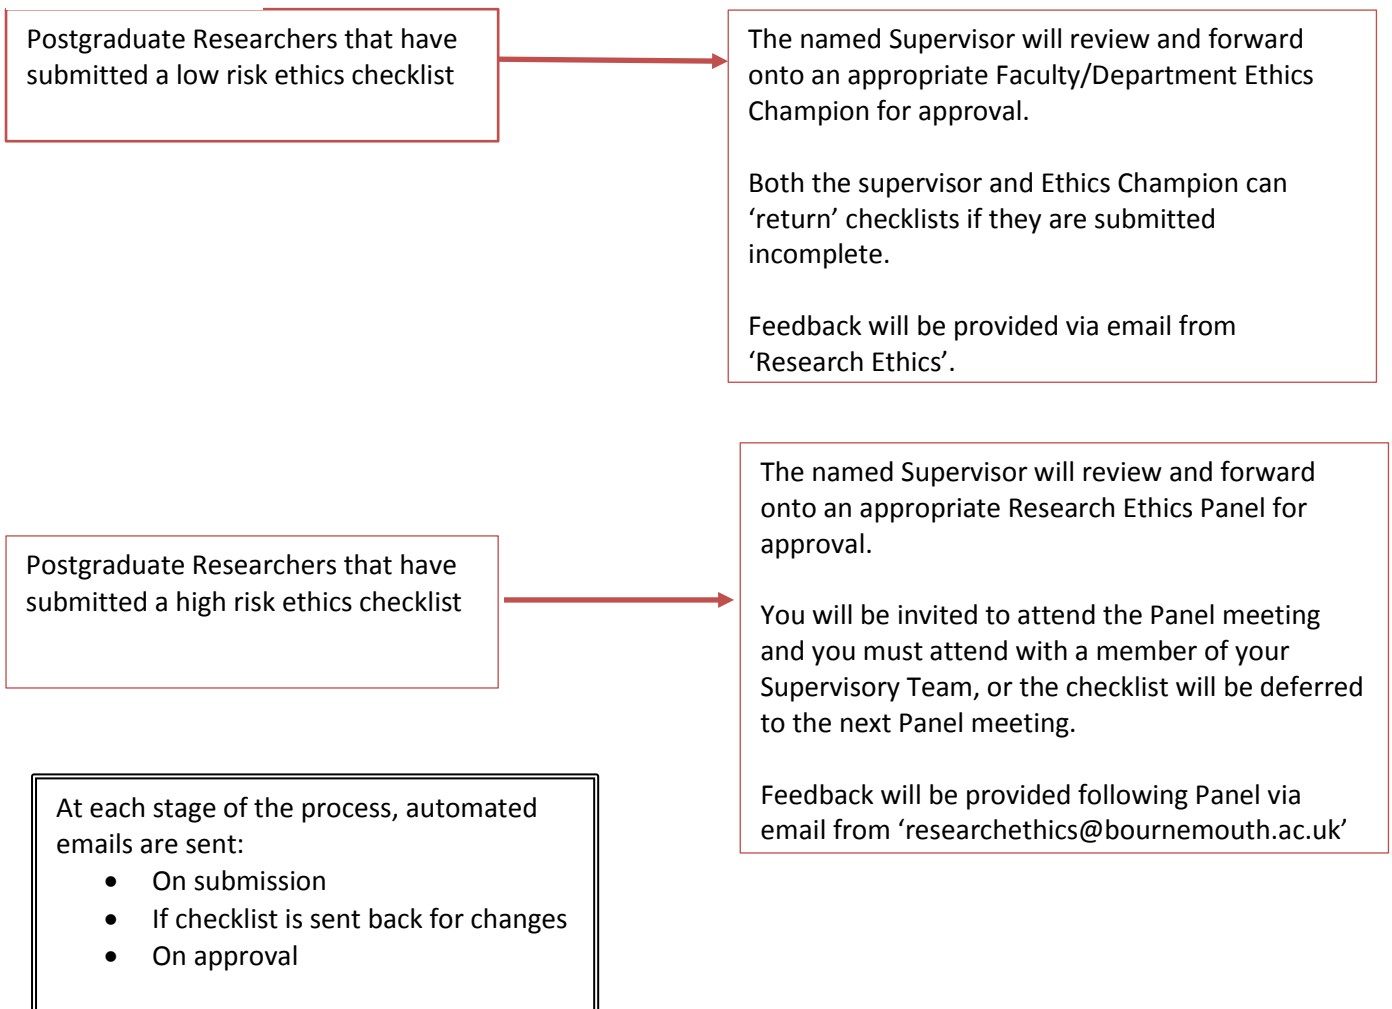 Postgraduate Researchers that have
submitted a low risk ethics checklist
The named Supervisor will review and forward
onto an appropriate Faculty/Department Ethics
Champion for approval.
Both the supervisor and Ethics Champion can
‘return’ checklists if they are submitted
incomplete.
Feedback will be provided via email from
‘Research Ethics’.
Postgraduate Researchers that have
submitted a high risk ethics checklist
The named Supervisor will review and forward
onto an appropriate Research Ethics Panel for
approval.
You will be invited to attend the Panel meeting
and you must attend with a member of your
Supervisory Team, or the checklist will be deferred
to the next Panel meeting.
Feedback will be provided following Panel via
email from ‘researchethics@bournemouth.ac.uk’
At each stage of the process, automated
emails are sent:
• On submission
• If checklist is sent back for changes
• On approval